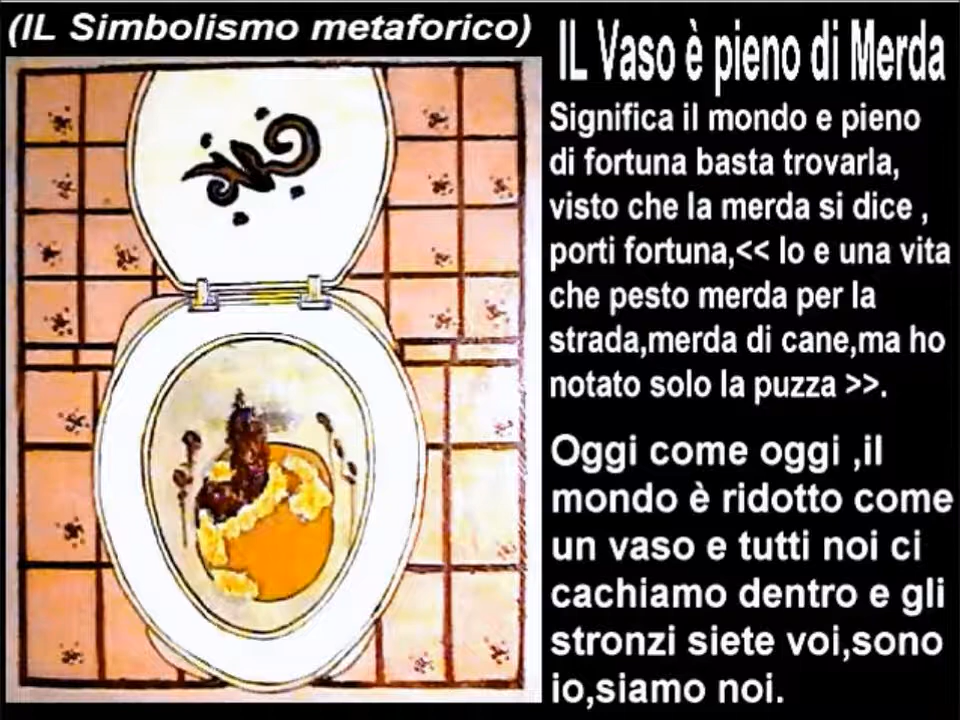 (IL Simbolismo metaforico)
IL Vaso è pieno di Merda
Significa il mondo e pieno
di fortuna basta trovarla,
visto che la merda si dice ,
porti fortuna,<< Io e una vita
che pesto merda per la
strada,merda di cane,ma ho
notato solo la puzza >>.
Oggi come oggi ,il
mondo è ridotto come
un vaso e tutti noi ci
cachiamo dentro e gli
stronzi siete voi,sono
io,siamo noi.